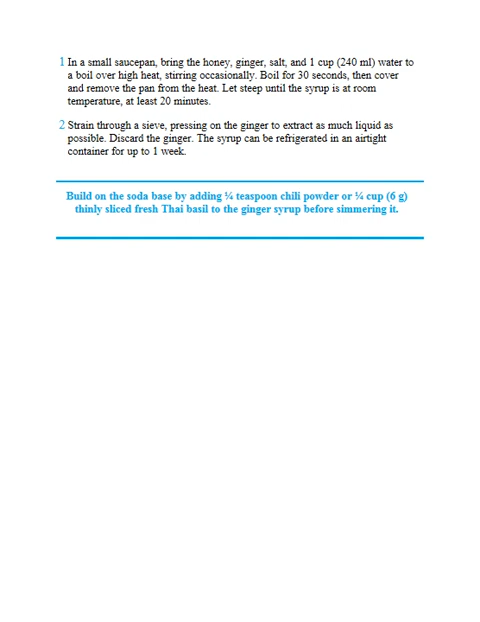 1 In a small saucepan, bring the honey, ginger, salt, and 1 cup (240 ml) water to
a boil over high heat, stirring occasionally. Boil for 30 seconds, then cover
and remove the pan from the heat. Let steep until the syrup is at room
temperature, at least 20 minutes.
2 Strain through a sieve, pressing on the ginger to extract as much liquid as
possible. Discard the ginger. The syrup can be refrigerated in an airtight
container for up to 1 week.
Build on the soda base by adding ¼ teaspoon chili powder or ¼ cup (6 g)
thinly sliced fresh Thai basil to the ginger syrup before simmering it.